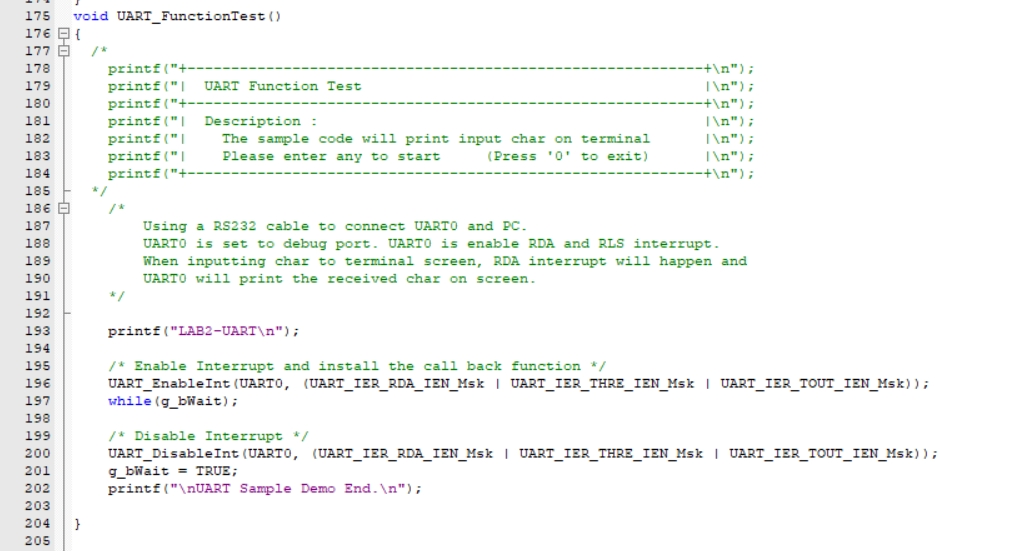 175 void UART_FunctionTest()
176 {
177 /*
178 printf("+-----------------------------------------------------------+\n");
179 printf("|  UART Function Test                                       |\n");
180 printf("+-----------------------------------------------------------+\n");
181 printf("|  Description :                                            |\n");
182 printf("|    The sample code will print input char on terminal      |\n");
183 printf("|    Please enter any to start     (Press '0' to exit)      |\n");
184 printf("+-----------------------------------------------------------+\n");
185 */
186 /*
187 Using a RS232 cable to connect UART0 and PC.
188 UART0 is set to debug port. UART0 is enable RDA and RLS interrupt.
189 When inputting char to terminal screen, RDA interrupt will happen and
190 UART0 will print the received char on screen.
191 */
192
193 printf("LAB2-UART\n");
194
195 /* Enable Interrupt and install the call back function */
196 UART_EnableInt(UART0, (UART_IER_RDA_IEN_Msk | UART_IER_THRE_IEN_Msk | UART_IER_TOUT_IEN_Msk));
197 while(g_bWait);
198
199 /* Disable Interrupt */
200 UART_DisableInt(UART0, (UART_IER_RDA_IEN_Msk | UART_IER_THRE_IEN_Msk | UART_IER_TOUT_IEN_Msk));
201 g_bWait = TRUE;
202 printf("\nUART Sample Demo End.\n");
203
204 }
205